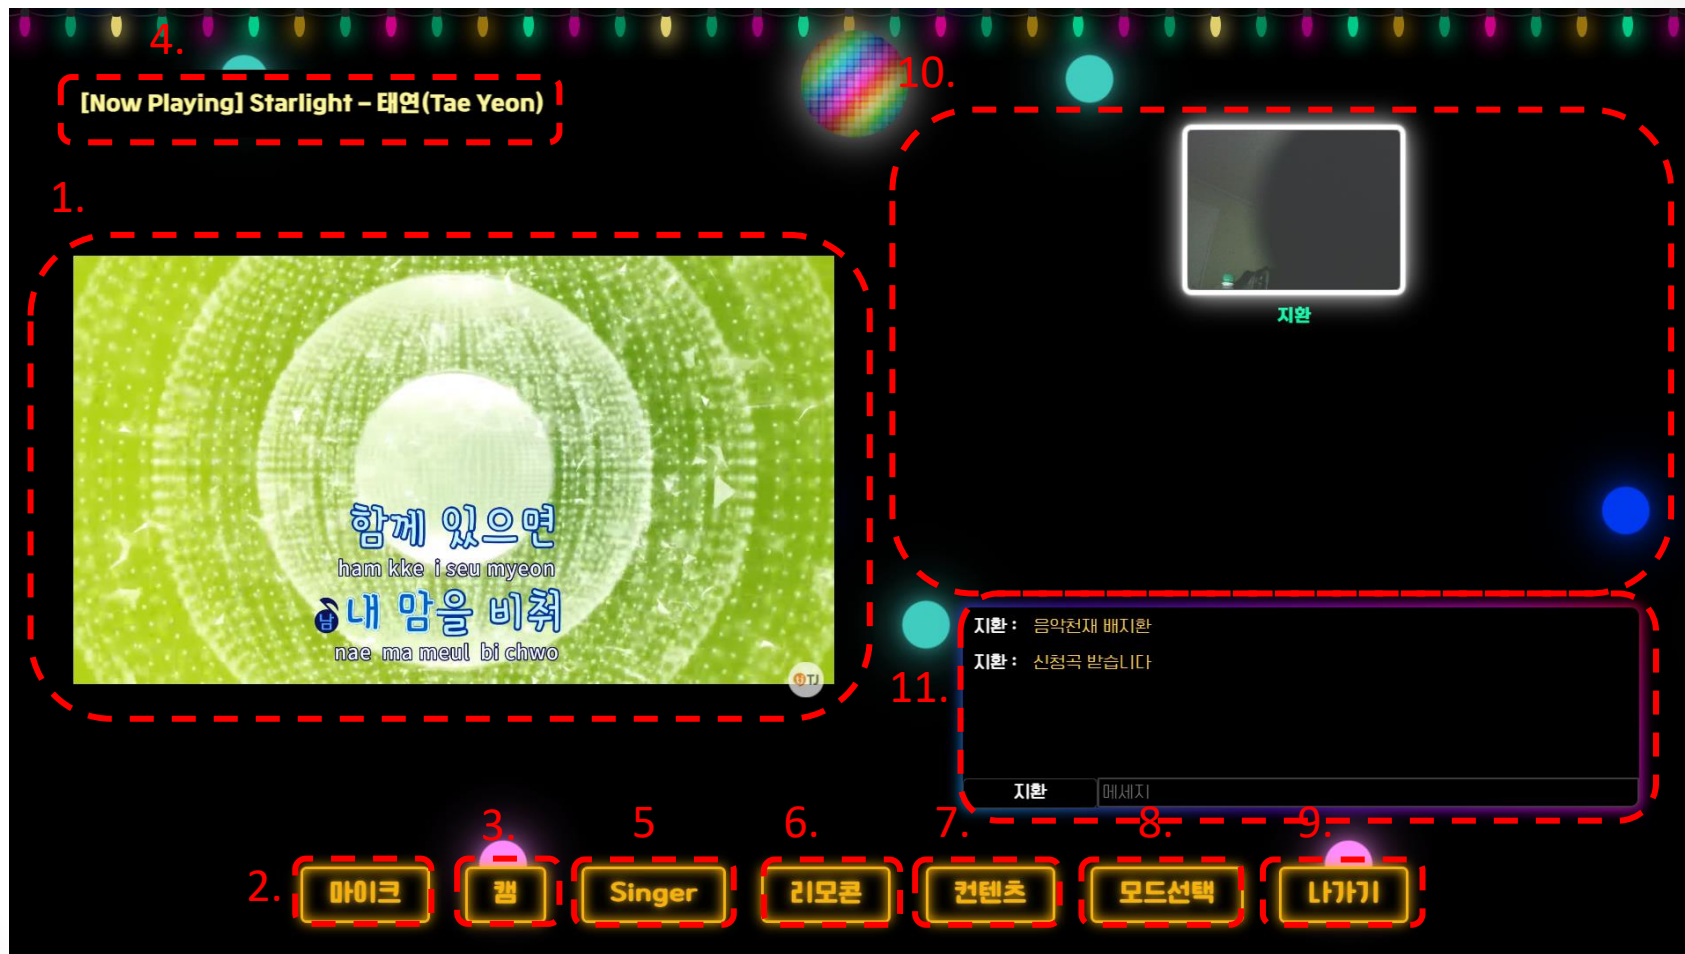 4.
[Now Playing] Starlight - 태연(Tae Yeon)
10.
1.
지환
함께 있으면
ham kke i seu myeon
남 내 맘을 비춰
nae ma meul bi chwo
TJ
11.
지환 : 음악천재 배지환
지환 : 신청곡 받습니다
지환 메세지
2.
마이크
3.
캠
5
Singer
6.
리모콘
7.
컨텐츠
8.
모드선택
9.
나가기